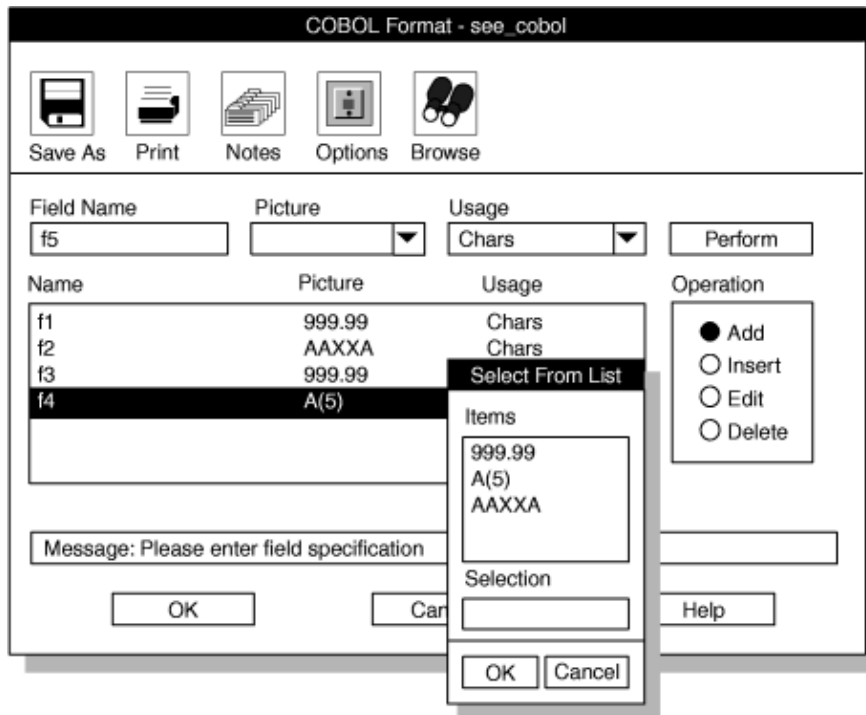 COBOL Format - see_cobol
Save As Print Notes Options Browse
Field Name Picture Usage
f5 Chars Perform
Name Picture Usage Operation
f1 999.99 Chars
Add
f2 AAXXA Chars
Insert
f3 999.99
Edit
f4 A(5)
Delete
Select From List
Items
999.99
A(5)
AAXXA
Message: Please enter field specification
Selection
OK Can Help
OK Cancel